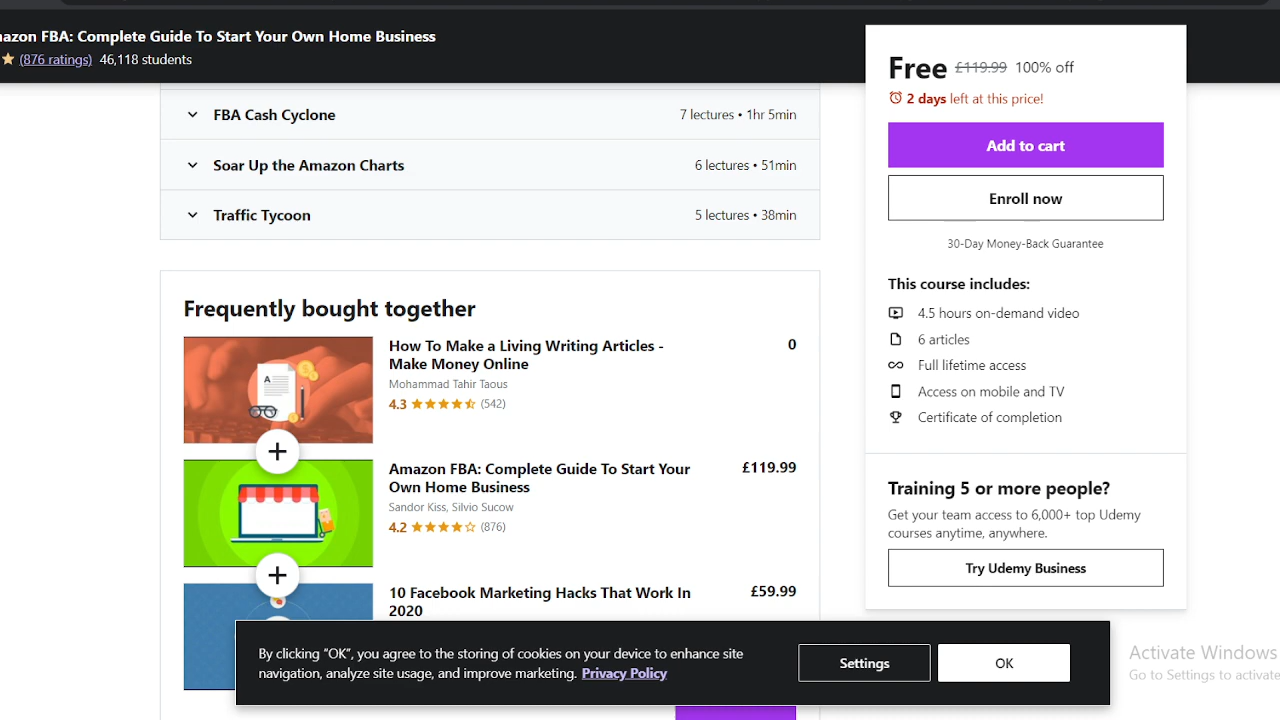 azon FBA: Complete Guide To Start Your Own Home Business
(876 ratings) 46,118 students
FBA Cash Cyclone 7 lectures • 1hr 5min
Soar Up the Amazon Charts 6 lectures • 51min
Traffic Tycoon 5 lectures • 38min
Frequently bought together
How To Make a Living Writing Articles - 0
Make Money Online
Mohammad Tahir Taous
4.3 (542)
Amazon FBA: Complete Guide To Start Your £119.99
Own Home Business
Sandor Kiss, Silvio Sucow
4.2 (876)
10 Facebook Marketing Hacks That Work In £59.99
2020
Free £119.99 100% off
2 days left at this price!
Add to cart
Enroll now
30-Day Money-Back Guarantee
This course includes:
4.5 hours on-demand video
6 articles
Full lifetime access
Access on mobile and TV
Certificate of completion
Training 5 or more people?
Get your team access to 6,000+ top Udemy
courses anytime, anywhere.
Try Udemy Business
By clicking “OK”, you agree to the storing of cookies on your device to enhance site
navigation, analyze site usage, and improve marketing. Privacy Policy
Settings
OK
Activate Windows
Go to Settings to activate